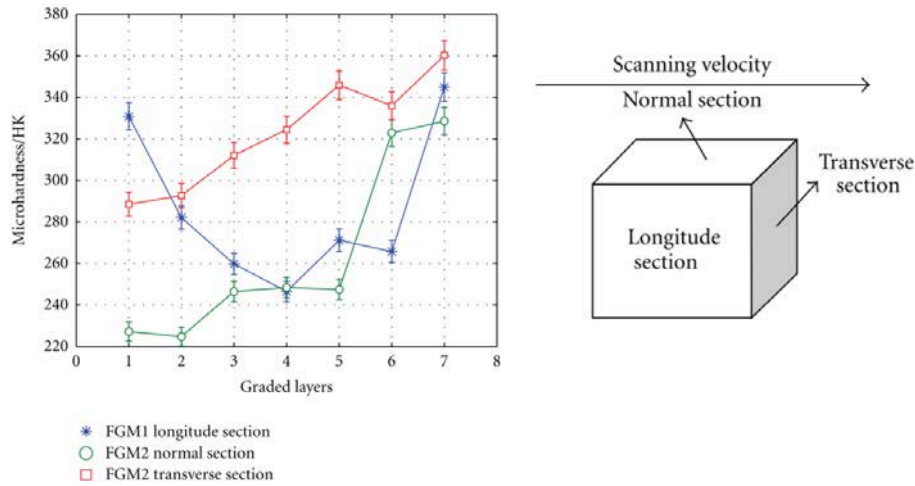 380
360
340
320
300
280
260
240
220
Microhardness/HK
0
1
2
3
4
5
6
7
8
Graded layers
FGM1 longitude section
FGM2 normal section
FGM2 transverse section
Scanning velocity
Normal section
Transverse
section
Longitude
section